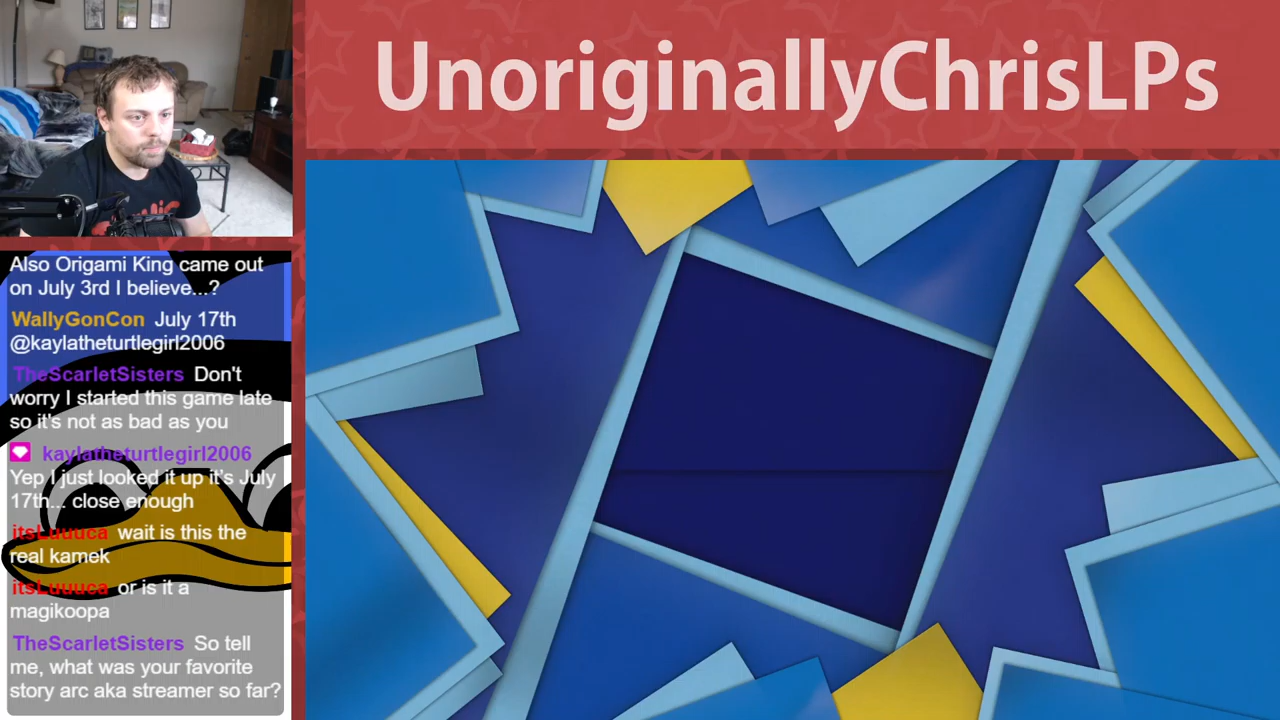 UnoriginallyChrisLPs
Also Origami King came out
on July 3rd I believe...?
WallyGonCon July 17th
@kaylatheturtlegirl2006
TheScarletSisters Don't
worry I started this game late
so it's not as bad as you
kaylatheturtlegirl2006
Yep I just looked it up it's July
17th... close enough
itsLuuuca wait is this the
real kamek
itsLuuuca or is it a
magikoopa
TheScarletSisters So tell
me, what was your favorite
story arc aka streamer so far?